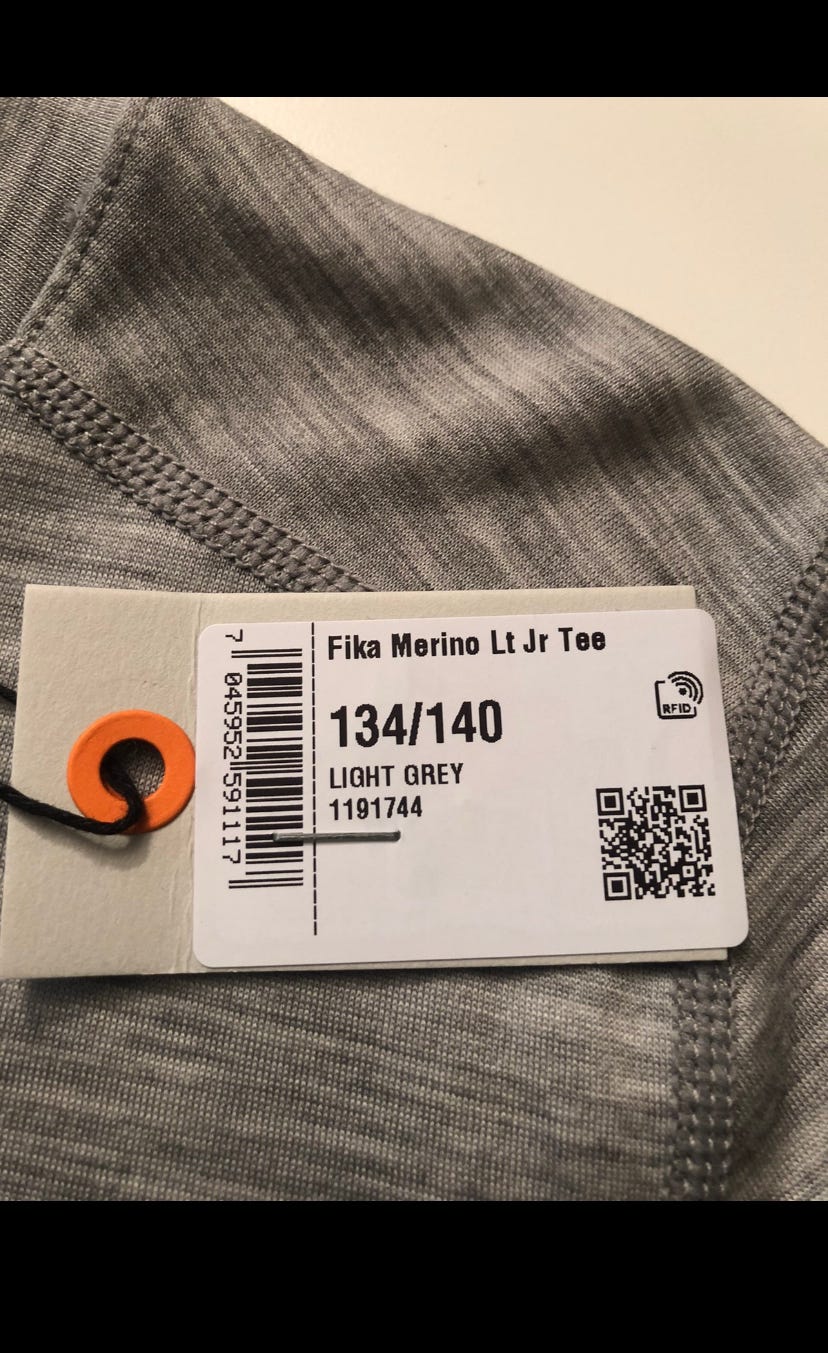 Fika Merino Lt Jr Tee
134/140
LIGHT GREY
1191744
RFID
7 045952 591117